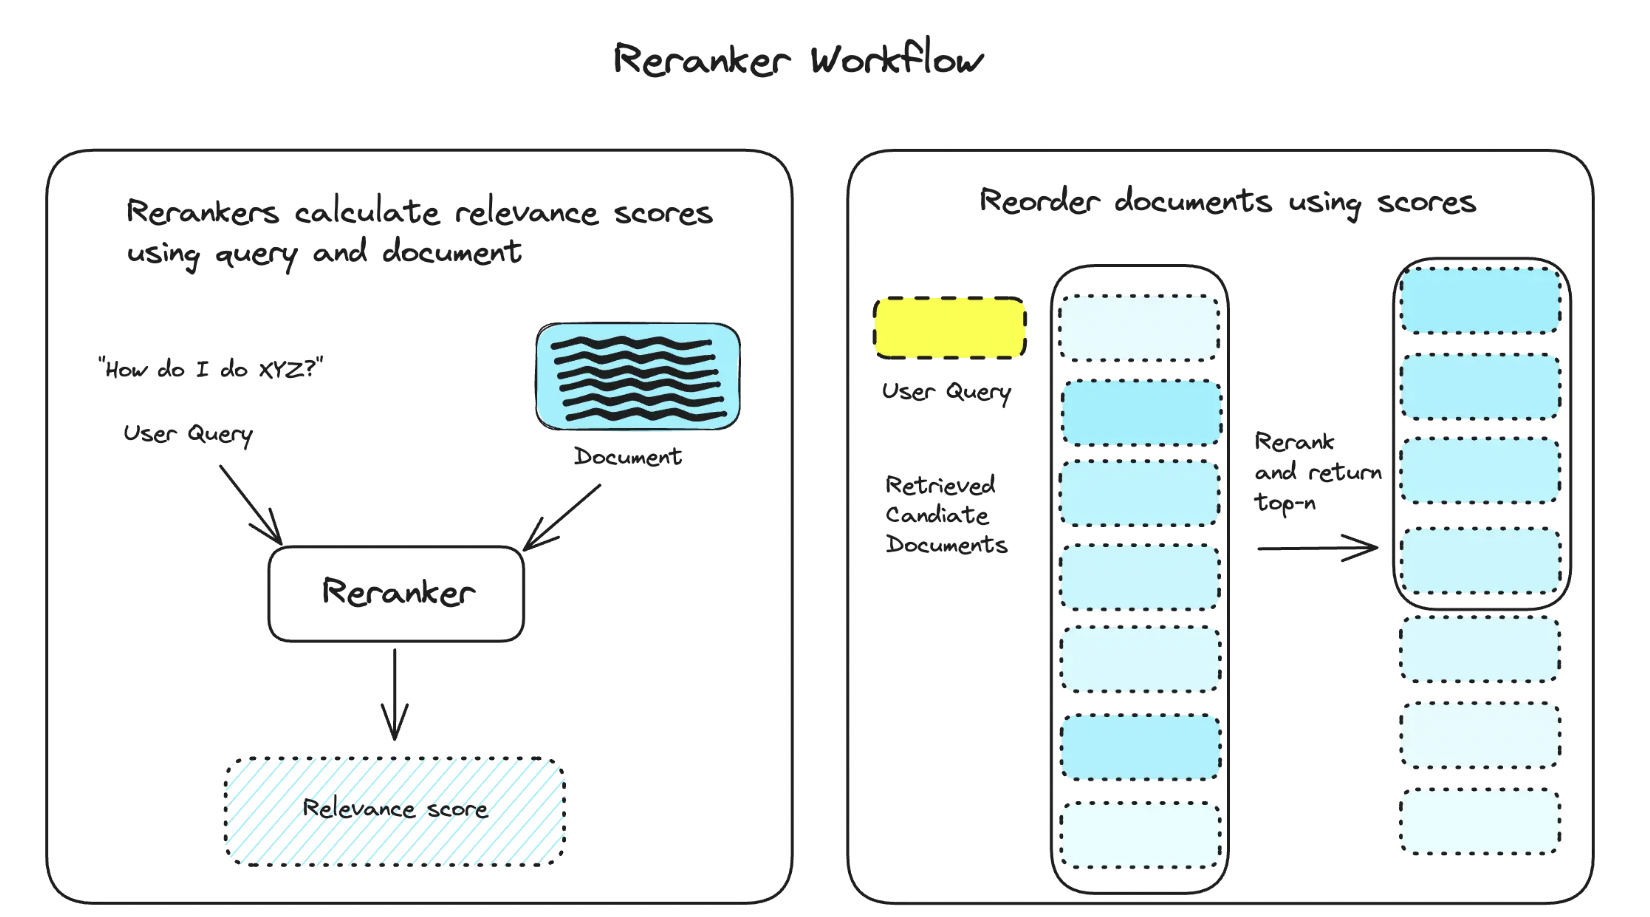 Reranker Workflow
Rerankers calculate relevance scores
using query and document
"How do I do XYZ?"
User Query
Document
Reranker
Relevance score
Reorder documents using scores
User Query
Retrieved
Candiate
Documents
Rerank
and return
top-n